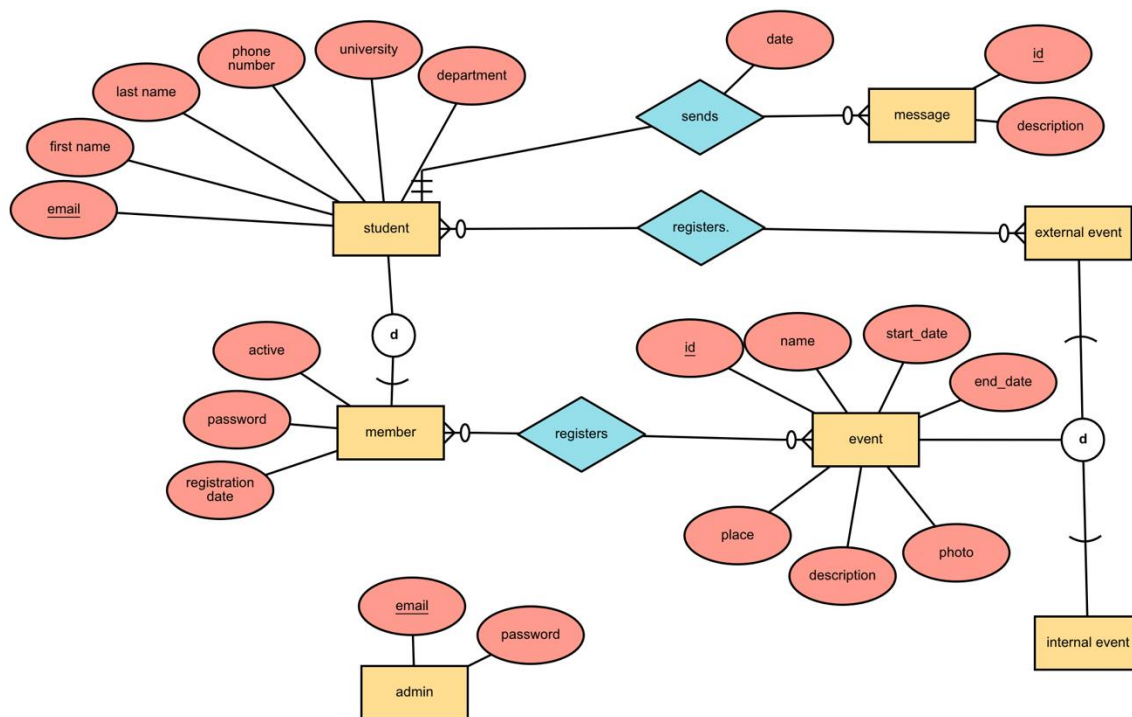 date
university
phone
number
id
department
last name
sends
message
description
first name
email
student
registers.
external event
d
start_date
active
name
id
end_date
password
member
registers
event
d
registration
date
place
photo
description
email
password
internal event
admin